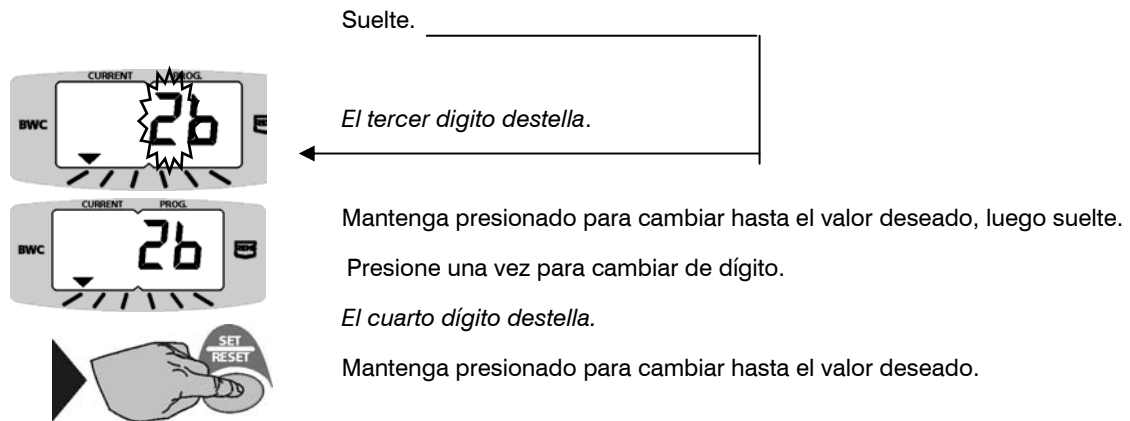 Suelte.
CURRENT PROG.
BWC 2b
El tercer digito destella.
CURRENT PROG.
BWC 2b
Mantenga presionado para cambiar hasta el valor deseado, luego suelte.
Presione una vez para cambiar de dígito.
El cuarto dígito destella.
SET
RESET
Mantenga presionado para cambiar hasta el valor deseado.